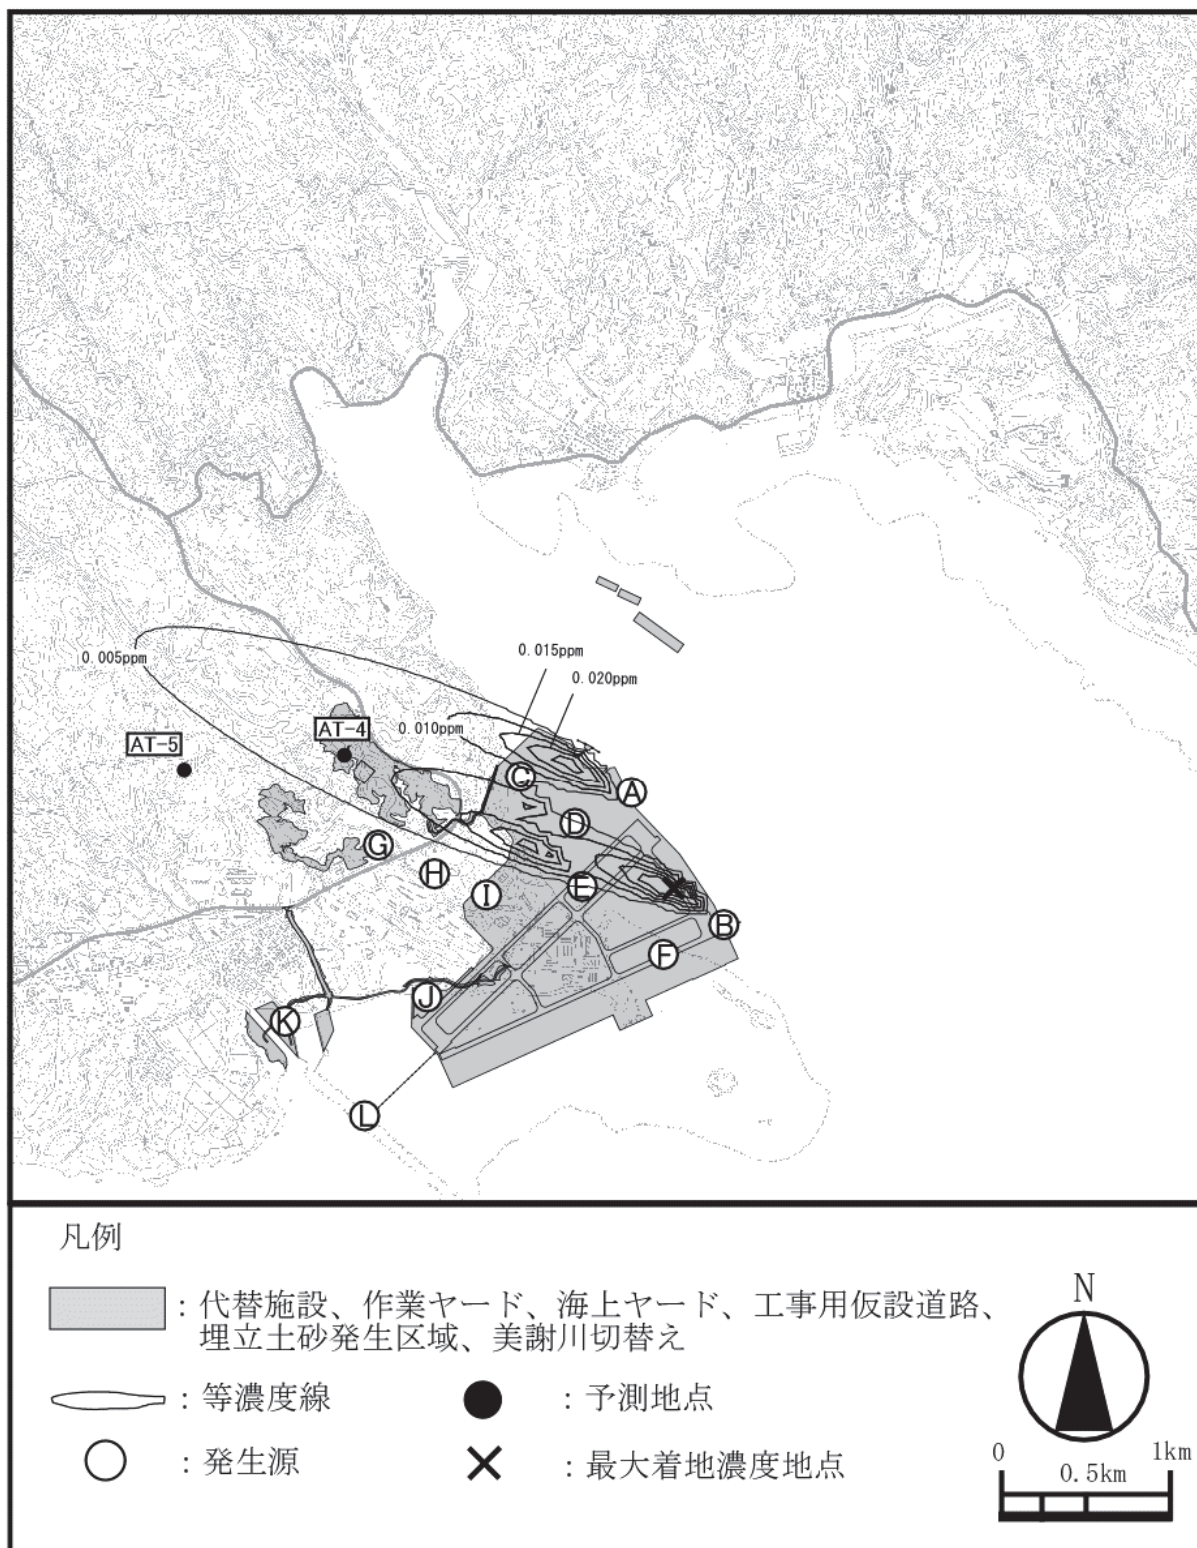 0.015ppm
0.005ppm
0.020ppm
0.010ppm
AT-4
AT-5
C
A
D
G
H
E
I
B
F
J
K
L
凡例
：代替施設、作業ヤード、海上ヤード、工事用仮設道路、
埋立土砂発生区域、美謝川切替え
：等濃度線
：予測地点
：発生源
：最大着地濃度地点
N
0 1km
0.5km